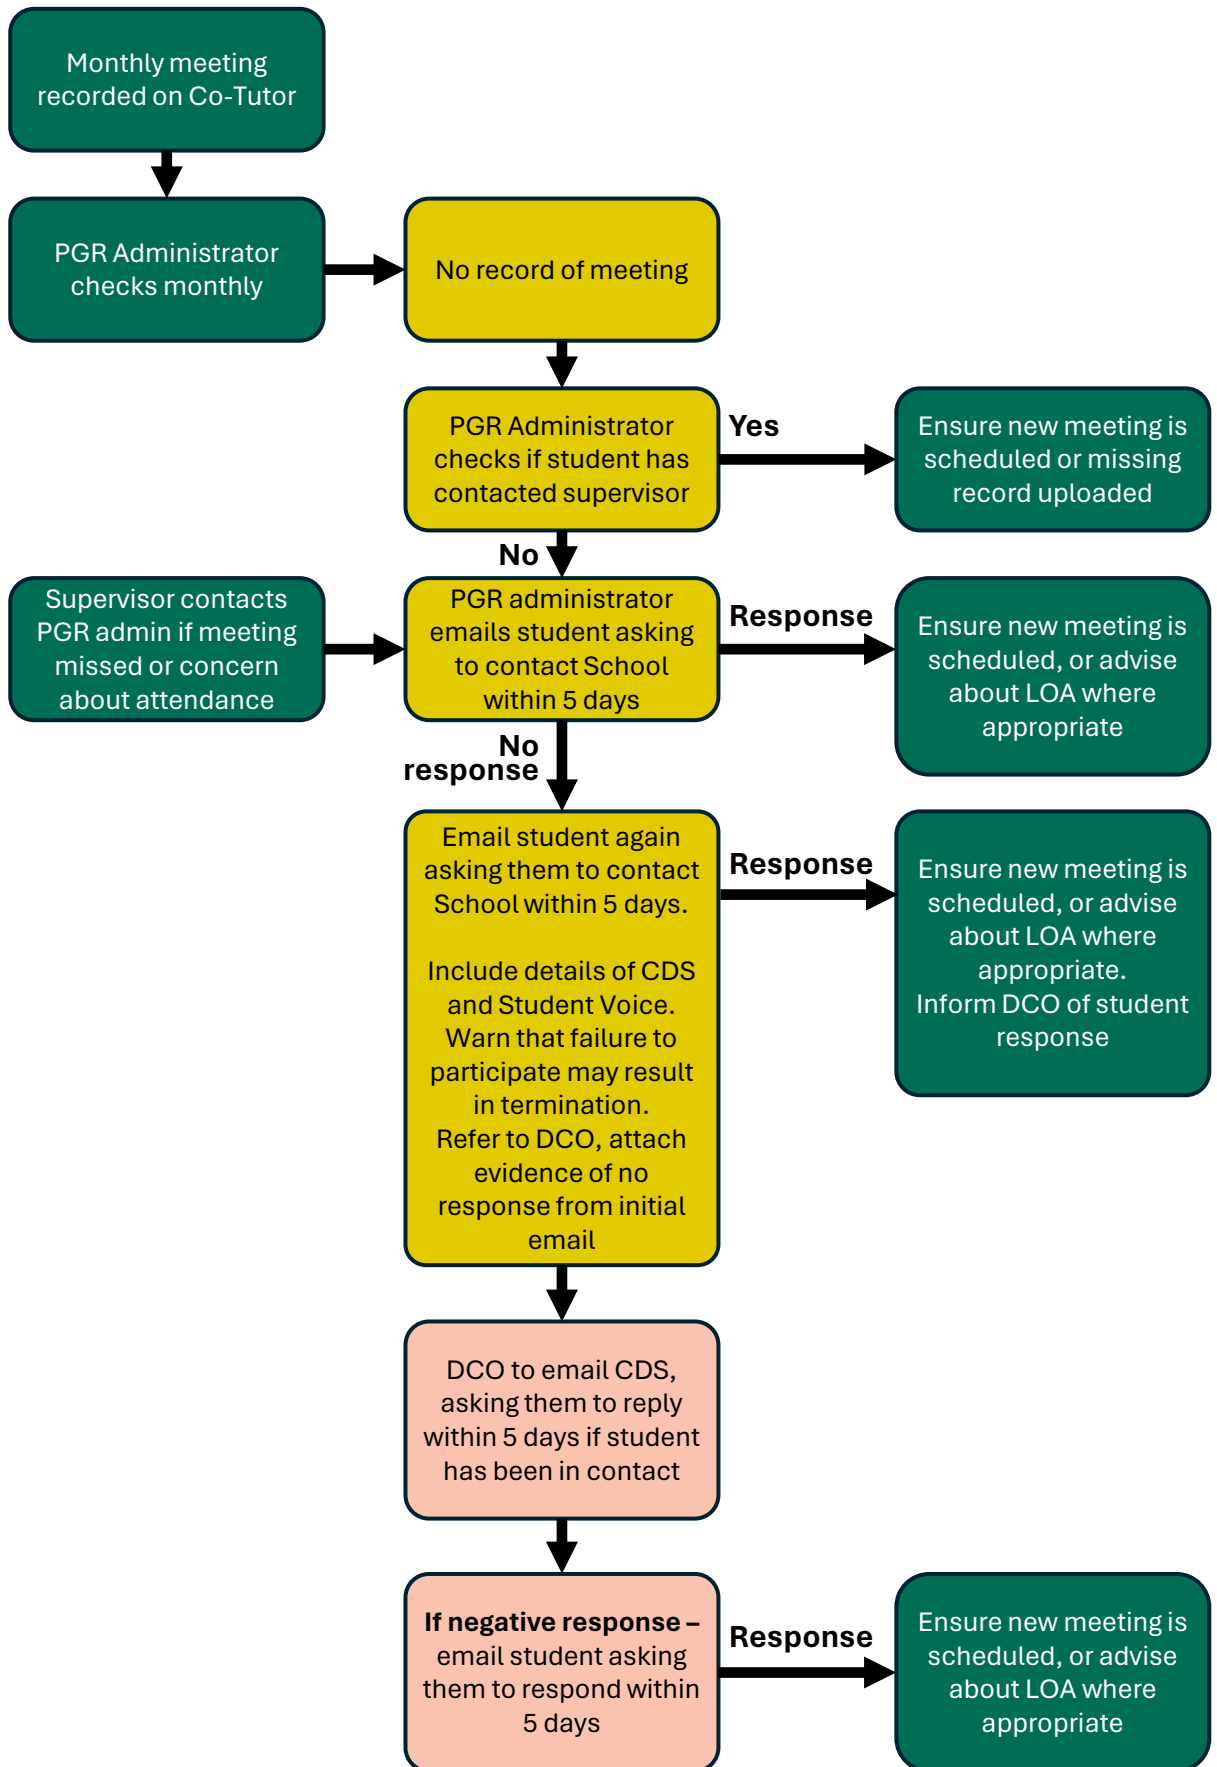 Monthly meeting
recorded on Co-Tutor
PGR Administrator
checks monthly
No record of meeting
PGR Administrator
checks if student has
contacted supervisor
Yes
Ensure new meeting is
scheduled or missing
record uploaded
No
Supervisor contacts
PGR admin if meeting
missed or concern
about attendance
PGR administrator
emails student asking
to contact School
within 5 days
Response
Ensure new meeting is
scheduled, or advise
about LOA where
appropriate
No
response
Email student again
asking them to contact
School within 5 days.
Include details of CDS
and Student Voice.
Warn that failure to
participate may result
in termination.
Refer to DCO, attach
evidence of no
response from initial
email
Response
Ensure new meeting is
scheduled, or advise
about LOA where
appropriate.
Inform DCO of student
response
DCO to email CDS,
asking them to reply
within 5 days if student
has been in contact
If negative response –
email student asking
them to respond within
5 days
Response
Ensure new meeting is
scheduled, or advise
about LOA where
appropriate